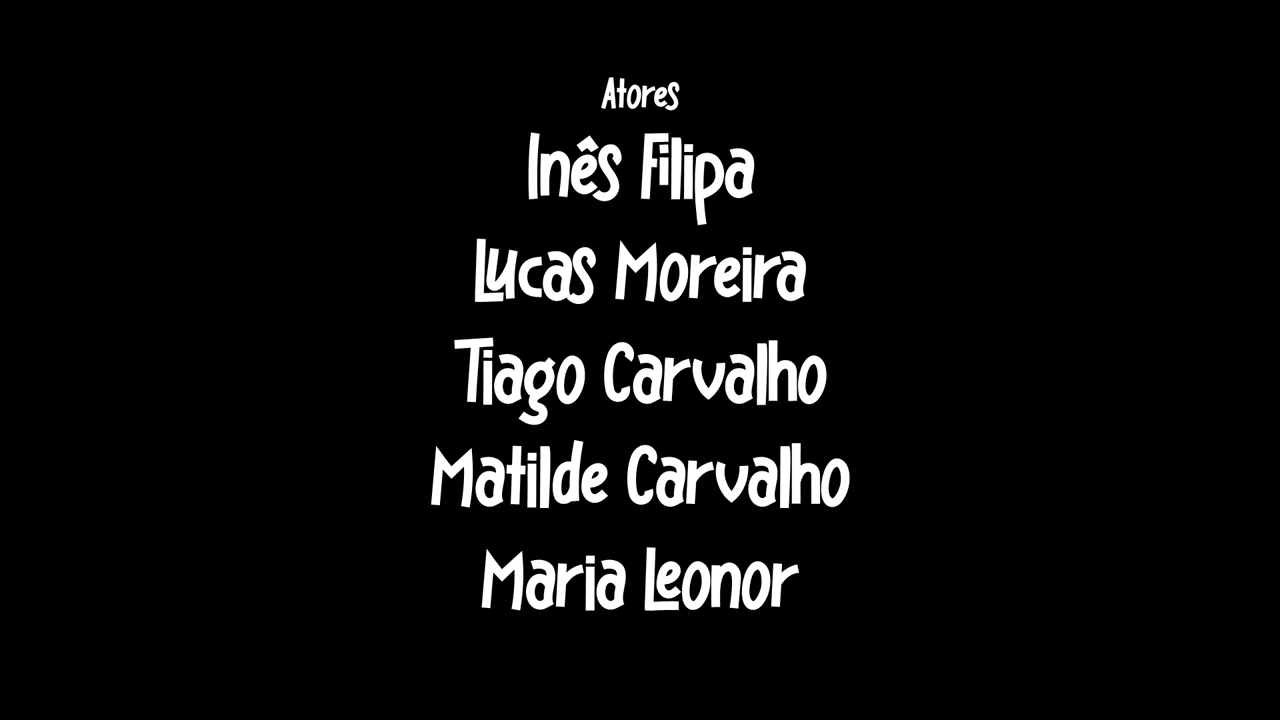 Atores
Inês Filipa
Lucas Moreira
Tiago Carvalho
Matilde Carvalho
Maria Leonor